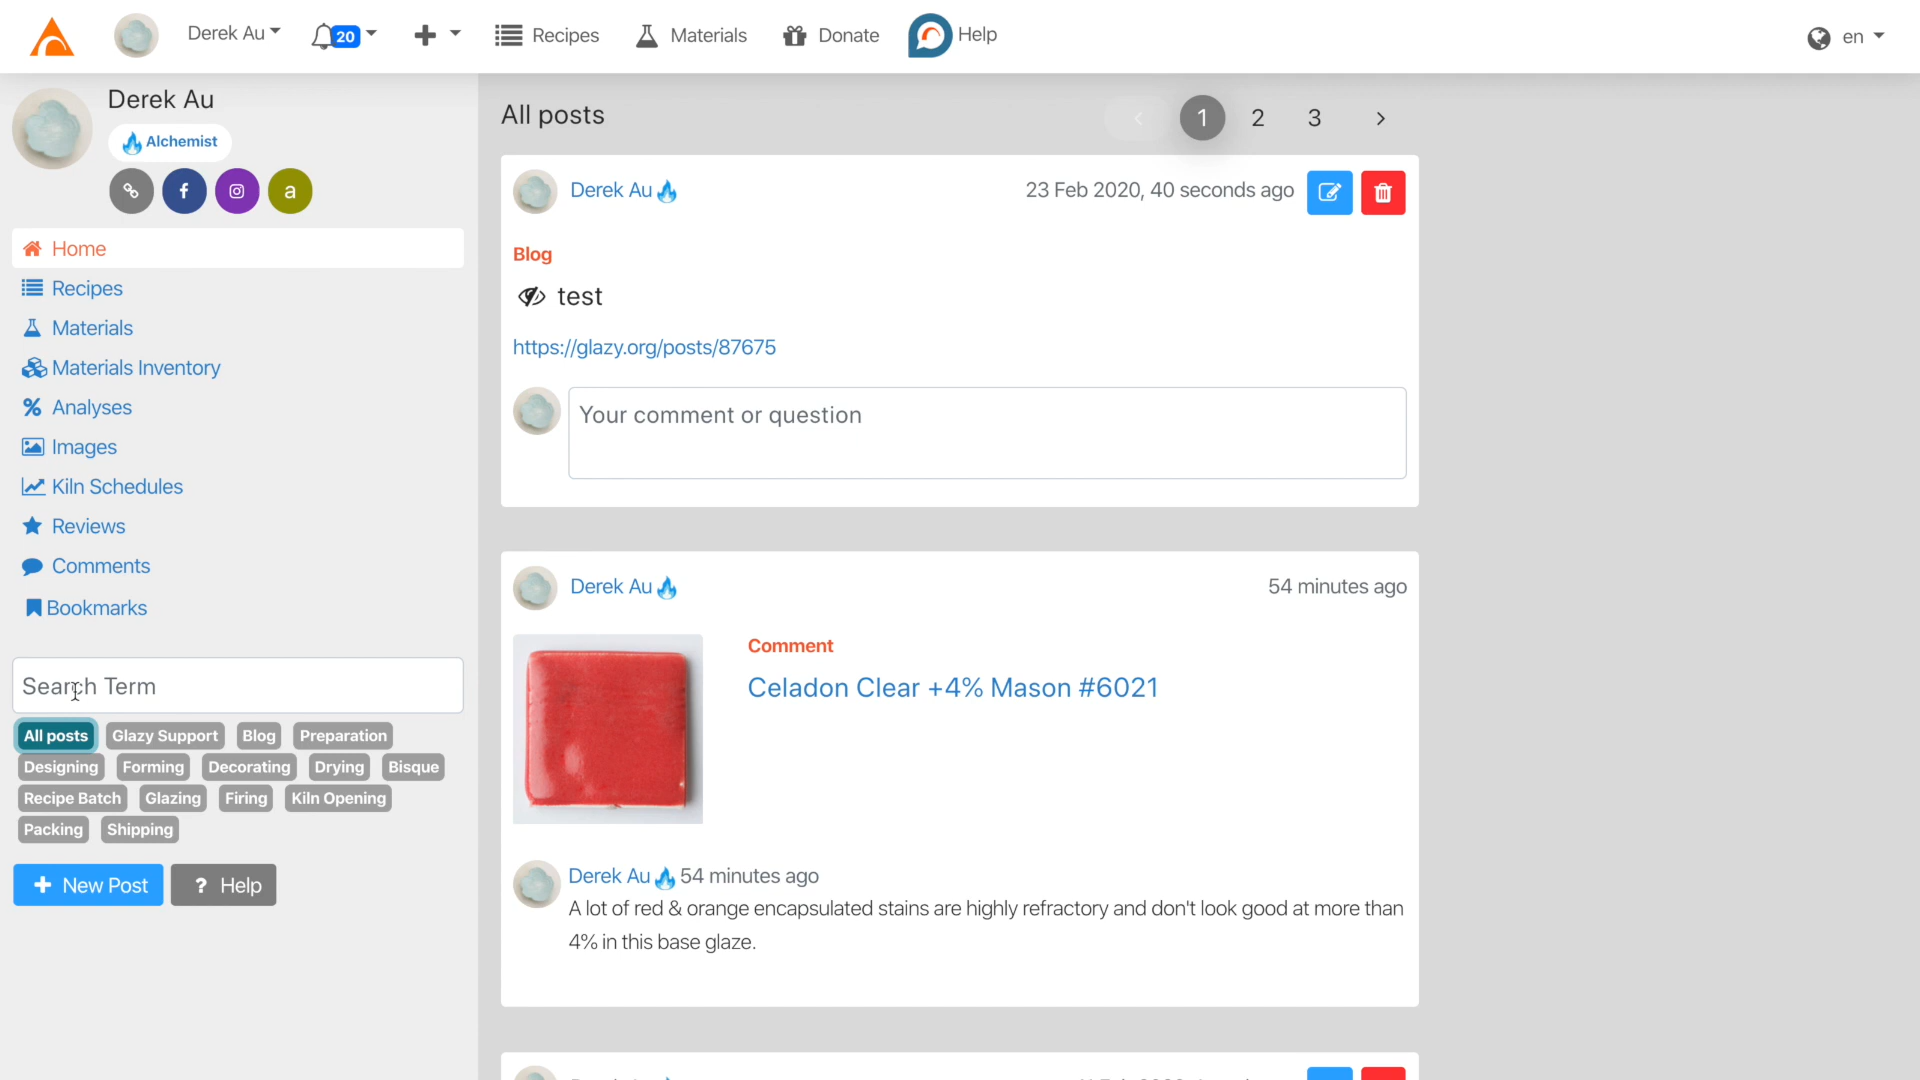 Derek Au
20
Recipes
Materials
Donate
Help
en
Derek Au
Alchemist
a
Home
Recipes
Materials
Materials Inventory
Analyses
Images
Kiln Schedules
Reviews
Comments
Bookmarks
Search Term
All posts Glazy Support Blog Preparation
Designing Forming Decorating Drying Bisque
Recipe Batch Glazing Firing Kiln Opening
Packing Shipping
+ New Post ? Help
All posts
‹ 1 2 3 ›
Derek Au
23 Feb 2020, 40 seconds ago
Blog
test
https://glazy.org/posts/87675
Your comment or question
Derek Au
54 minutes ago
Comment
Celadon Clear +4% Mason #6021
Derek Au 54 minutes ago
A lot of red & orange encapsulated stains are highly refractory and don't look good at more than
4% in this base glaze.